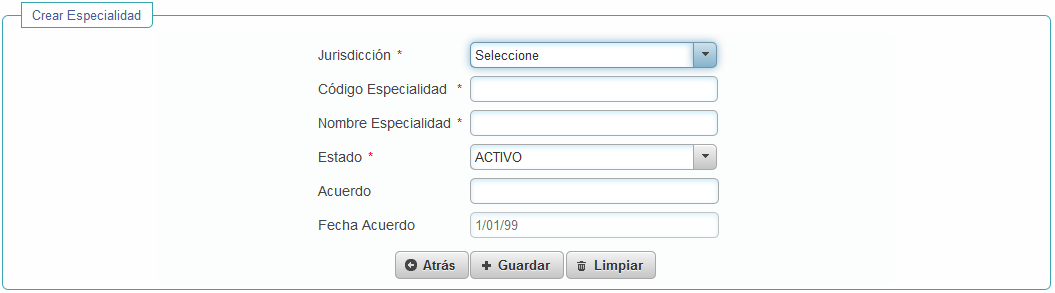 Crear Especialidad
Jurisdicción * Seleccione
Código Especialidad *
Nombre Especialidad *
Estado * ACTIVO
Acuerdo
Fecha Acuerdo 1/01/99
Atrás Guardar Limpiar